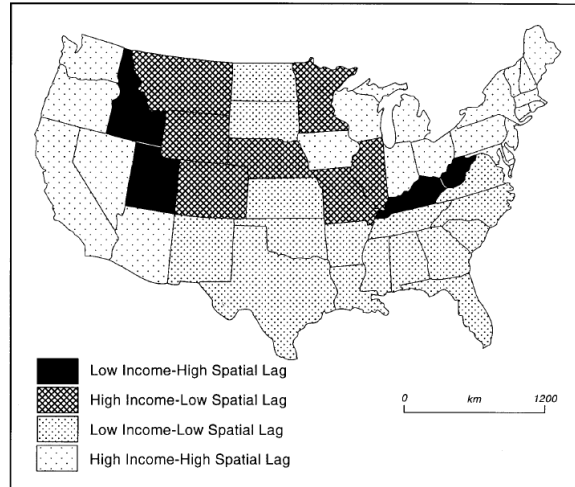 Low Income-High Spatial Lag
High Income-Low Spatial Lag
Low Income-Low Spatial Lag
High Income-High Spatial Lag
0 km 1200